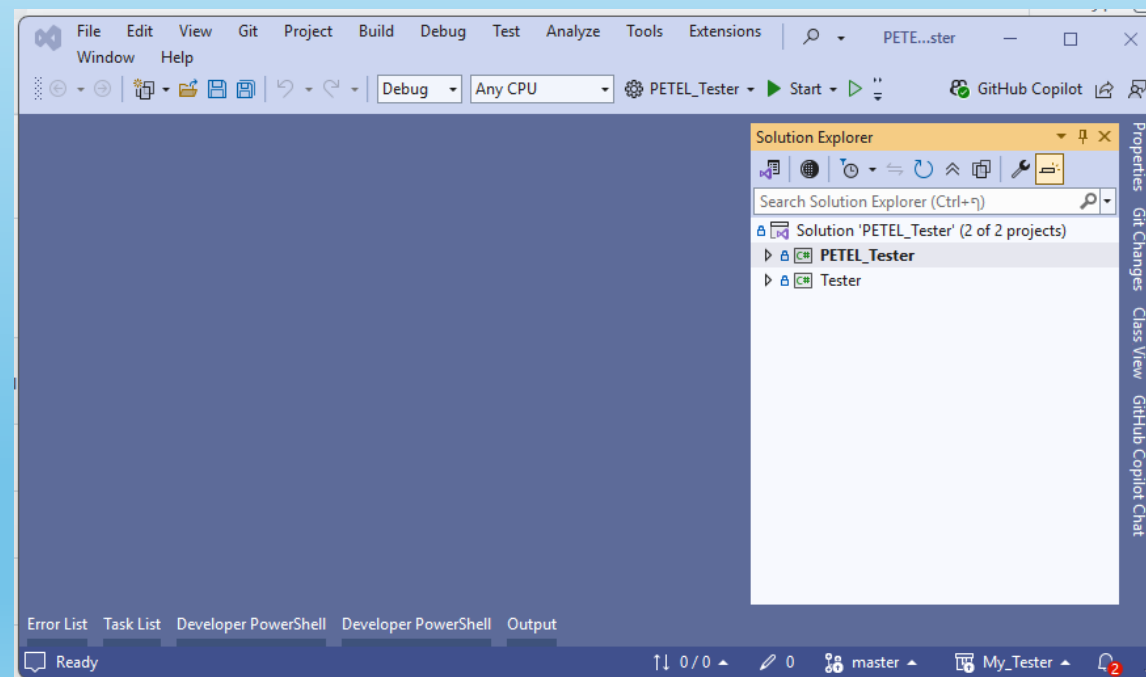 File Edit View Git Project Build Debug Test Analyze Tools Extensions PETE...ster
Window Help
Debug Any CPU PETEL_Tester Start GitHub Copilot
Solution Explorer
Search Solution Explorer (Ctrl+ף)
Solution 'PETEL_Tester' (2 of 2 projects)
C# PETEL_Tester
C# Tester
Properties
Git Changes
Class View
GitHub Copilot Chat
Error List Task List Developer PowerShell Developer PowerShell Output
Ready 0 / 0 0 master My_Tester 2